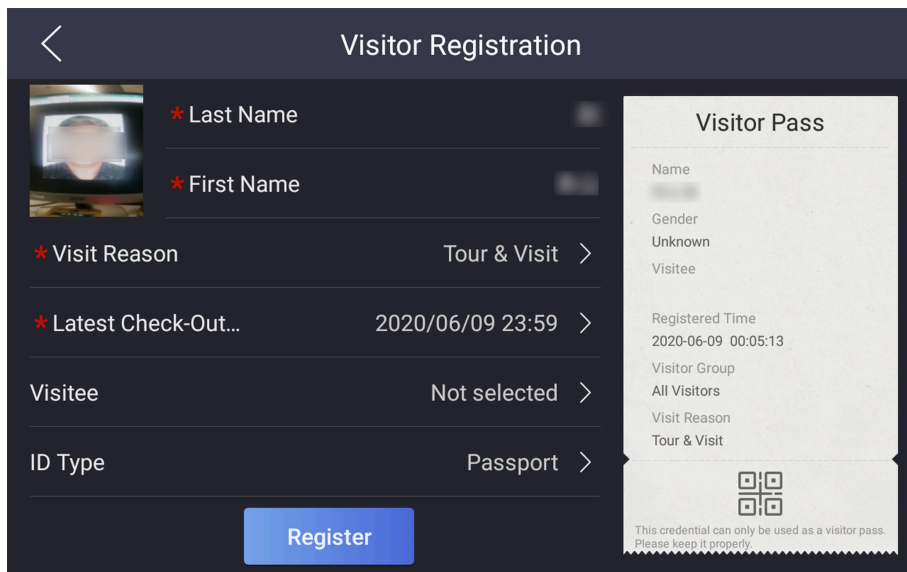 Visitor Registration
* Last Name
* First Name
* Visit Reason Tour & Visit
* Latest Check-Out... 2020/06/09 23:59
Visitee Not selected
ID Type Passport
Register
Visitor Pass
Name
Gender
Unknown
Visitee
Registered Time
2020-06-09 00:05:13
Visitor Group
All Visitors
Visit Reason
Tour & Visit
This credential can only be used as a visitor pass.
Please keep it properly.